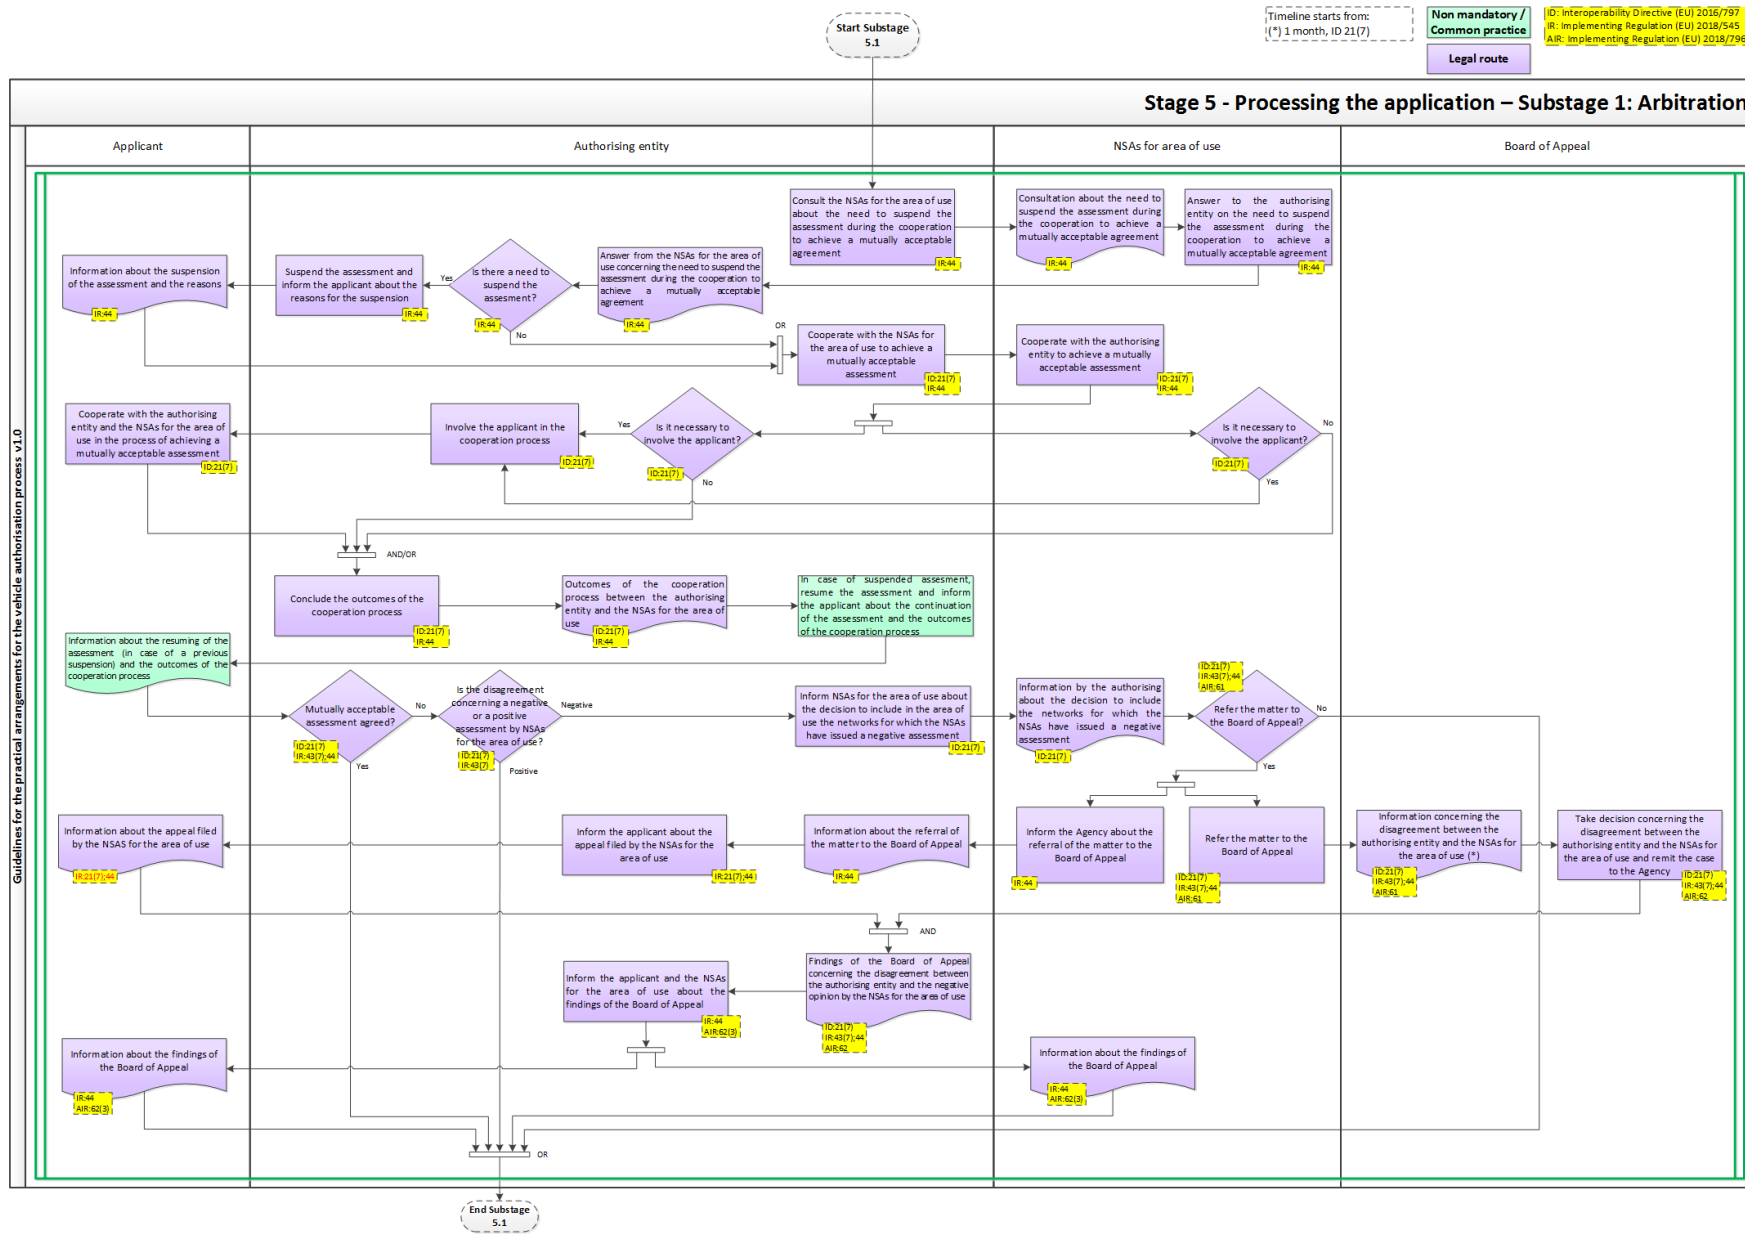 Start Substage
5.1
Timeline starts from:
(*) 1 month, ID 21(7)
Non mandatory /
Common practice
Legal route
ID: Interoperability Directive (EU) 2016/797
IR: Implementing Regulation (EU) 2018/545
AIR: Implementing Regulation (EU) 2018/796
Stage 5 - Processing the application – Substage 1: Arbitration
Guidelines for the practical arrangements for the vehicle authorisation process v1.0
Applicant
Authorising entity
NSAs for area of use
Board of Appeal
Consult the NSAs for the area of use
about the need to suspend the
assessment during the cooperation
to achieve a mutually acceptable
agreement
IR:44
Consultation about the need to
suspend the assessment during
the cooperation to achieve a
mutually acceptable agreement
IR:44
Answer to the authorising
entity on the need to suspend
the assessment during the
cooperation to achieve a
mutually acceptable agreement
IR:44
Information about the suspension
of the assessment and the reasons
IR:44
Suspend the assessment and
inform the applicant about the
reasons for the suspension
IR:44
Yes
Is there a need to
suspend the
assesment?
IR:44
No
Answer from the NSAs for the area of
use concerning the need to suspend the
assessment during the cooperation to
achieve a mutually acceptable
agreement
IR:44
OR
Cooperate with the NSAs for
the area of use to achieve a
mutually acceptable
assessment
ID:21(7)
IR:44
Cooperate with the authorising
entity to achieve a mutually
acceptable assessment
ID:21(7)
IR:44
Cooperate with the authorising
entity and the NSAs for the area of
use in the process of achieving a
mutually acceptable assessment
ID:21(7)
Involve the applicant in the
cooperation process
ID:21(7)
Yes
Is it necessary to
involve the applicant?
ID:21(7)
No
Is it necessary to
involve the applicant?
ID:21(7)
No
Yes
AND/OR
Conclude the outcomes of the
cooperation process
ID:21(7)
IR:44
Outcomes of the cooperation
process between the authorising
entity and the NSAs for the area of
use
ID:21(7)
IR:44
In case of suspended assesment,
resume the assessment and inform
the applicant about the continuation
of the assessment and the outcomes
of the cooperation process
Information about the resuming of the
assessment (in case of a previous
suspension) and the outcomes of the
cooperation process
Mutually acceptable
assessment agreed?
ID:21(7)
IR:43(7);44
No
Yes
Is the disagreement
concerning a negative
or a positive
assessment by NSAs
for the area of use?
ID:21(7)
IR:43(7)
Negative
Positive
Inform NSAs for the area of use about
the decision to include in the area of
use the networks for which the NSAs
have issued a negative assessment
ID:21(7)
Information by the authorising
about the decision to include
the networks for which the
NSAs have issued a negative
assessment
ID:21(7)
ID:21(7)
IR:43(7);44
AIR:61
Refer the matter to
the Board of Appeal?
No
Yes
Information about the appeal filed
by the NSAS for the area of use
IR:21(7);44
Inform the applicant about the
appeal filed by the NSAs for the
area of use
IR:21(7);44
Information about the referral of
the matter to the Board of Appeal
IR:44
Inform the Agency about the
referral of the matter to the
Board of Appeal
IR:44
Refer the matter to the
Board of Appeal
ID:21(7)
IR:43(7);44
AIR:61
Information concerning the
disagreement between the
authorising entity and the NSAs for
the area of use (*)
ID:21(7)
IR:43(7);44
AIR:61
Take decision concerning the
disagreement between the
authorising entity and the NSAs for
the area of use and remit the case
to the Agency
ID:21(7)
IR:43(7);44
AIR:62
AND
Inform the applicant and the NSAs
for the area of use about the
findings of the Board of Appeal
IR:44
AIR:62(3)
Findings of the Board of Appeal
concerning the disagreement between
the authorising entity and the negative
opinion by the NSAs for the area of use
ID:21(7)
IR:43(7);44
AIR:62
Information about the findings of
the Board of Appeal
IR:44
AIR:62(3)
Information about the findings of
the Board of Appeal
IR:44
AIR:62(3)
OR
End Substage
5.1